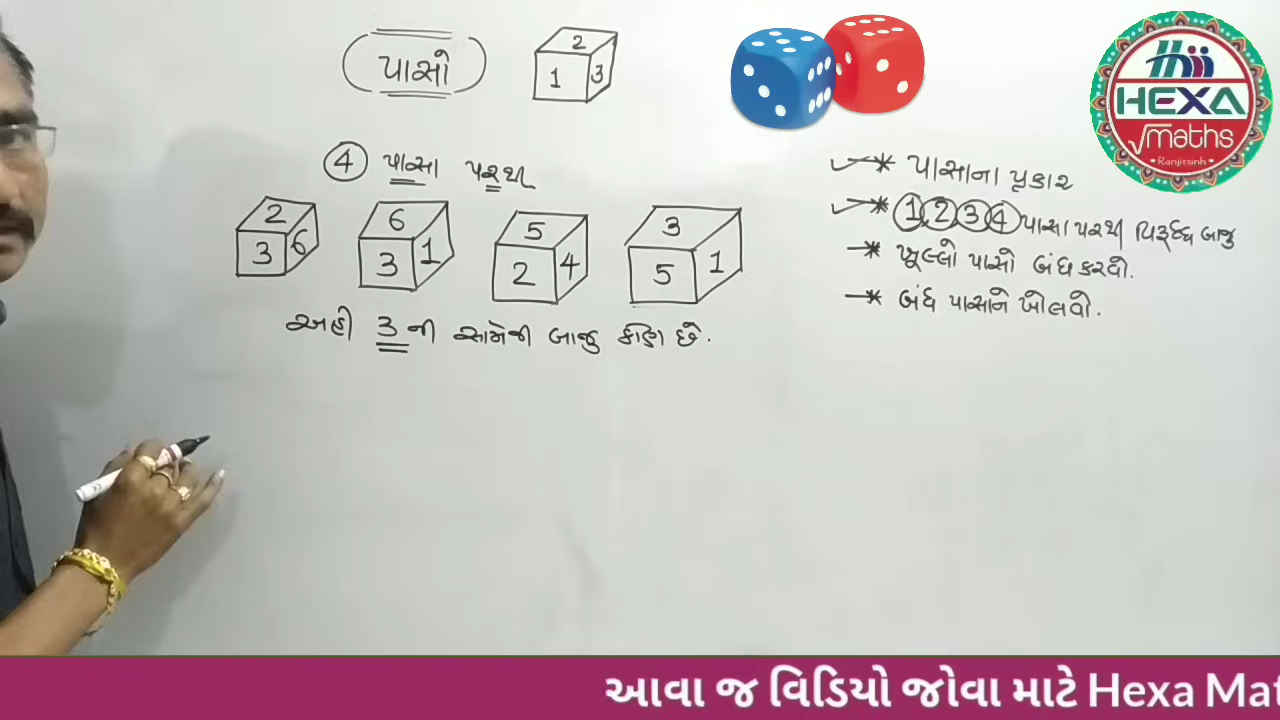 પાસો
2
1 3
HEXA
√maths
Ranjitsinh
4 પાસા પરથી
2 3 6
6 3 1
5 2 4
3 5 1
અહી 3 ની સામેની બાજુ કઈ છે.
* પાસાના પ્રકાર
* 1 2 3 4 પાસા પરથી વિરૂદ્ધ બાજુ
* ખૂલ્લો પાસો બંધ કરવો.
* બંધ પાસાને ખોલવો.
આવા જ વિડિયો જોવા માટે Hexa Mat